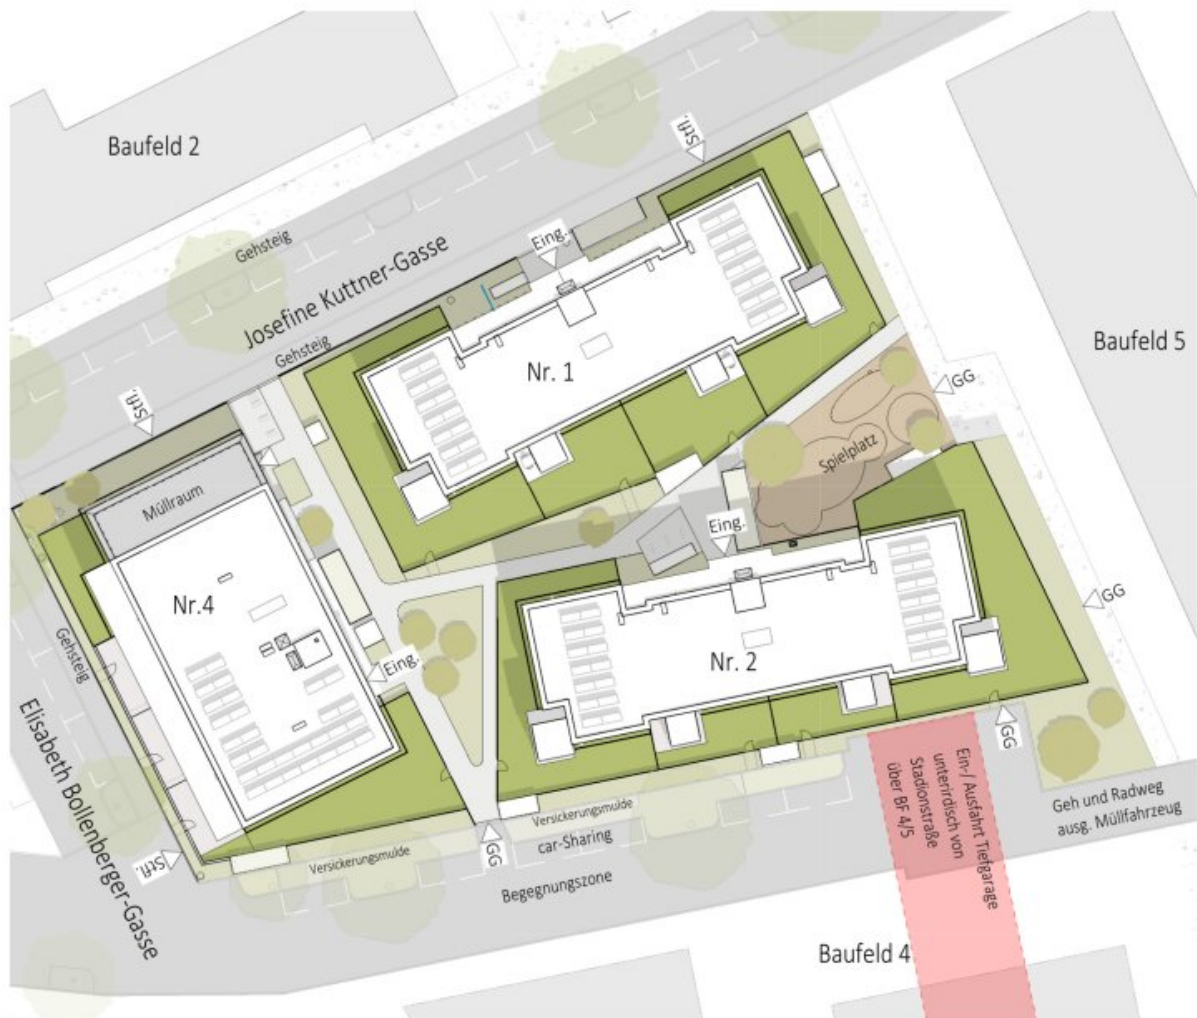 Baufeld 2
Stfl.
Gehsteig
Josefine Kuttner-Gasse
Eing.
Gehsteig
Baufeld 5
Nr. 1
GG
Stfl.
Spielplatz
Müllraum
Eing.
Nr.4
GG
Gehsteig
Eing.
Nr. 2
Elisabeth Bollenberger-Gasse
GG
Ein-/ Ausfahrt Tiefgarage
unterirdisch von
Stadionstraße
über BF 4/5
Geh und Radweg
ausg. Müllfahrzeug
Versickerungsmulde
car-Sharing
GG
Stfl.
Versickerungsmulde
Begegnungszone
Baufeld 4